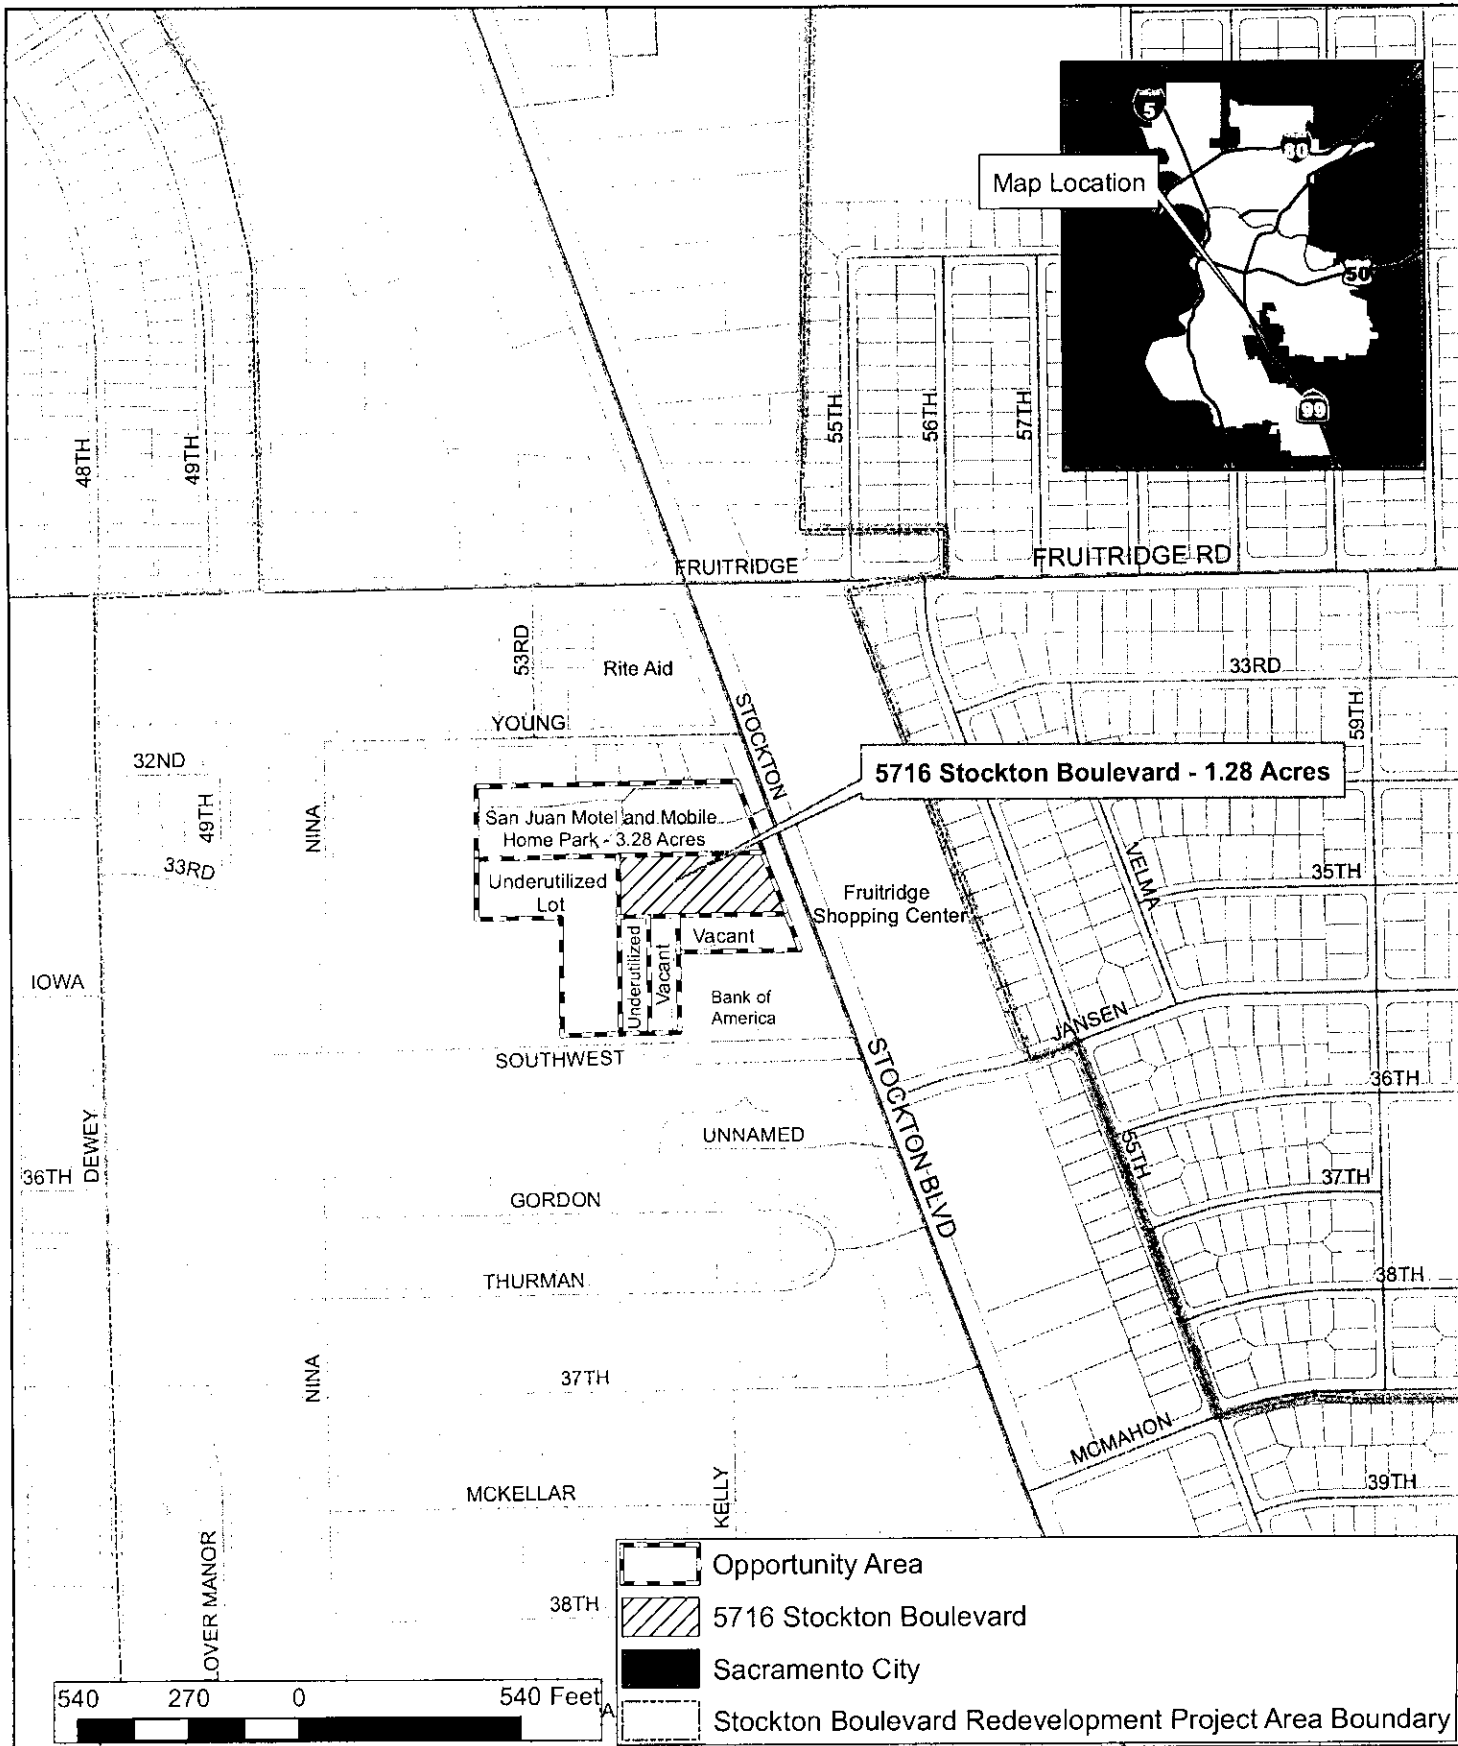 5
80
Map Location
50
99
48TH
49TH
55TH
56TH
57TH
FRUITRIDGE
FRUITRIDGE RD
53RD
Rite Aid
33RD
59TH
STOCKTON
YOUNG
32ND
49TH
33RD
NINA
5716 Stockton Boulevard - 1.28 Acres
San Juan Motel and Mobile
Home Park - 3.28 Acres
Underutilized
Lot
Underutilized
Vacant
Vacant
Fruitridge
Shopping Center
VELMA
35TH
IOWA
Bank of
America
JANSEN
SOUTHWEST
36TH
STOCKTON BLVD
DEWEY
UNNAMED
55TH
36TH
37TH
GORDON
THURMAN
38TH
NINA
37TH
MCMAHON
MCKELLAR
KELLY
39TH
LOVER MANOR
38TH
Opportunity Area
5716 Stockton Boulevard
Sacramento City
Stockton Boulevard Redevelopment Project Area Boundary
540 270 0 540 Feet
A